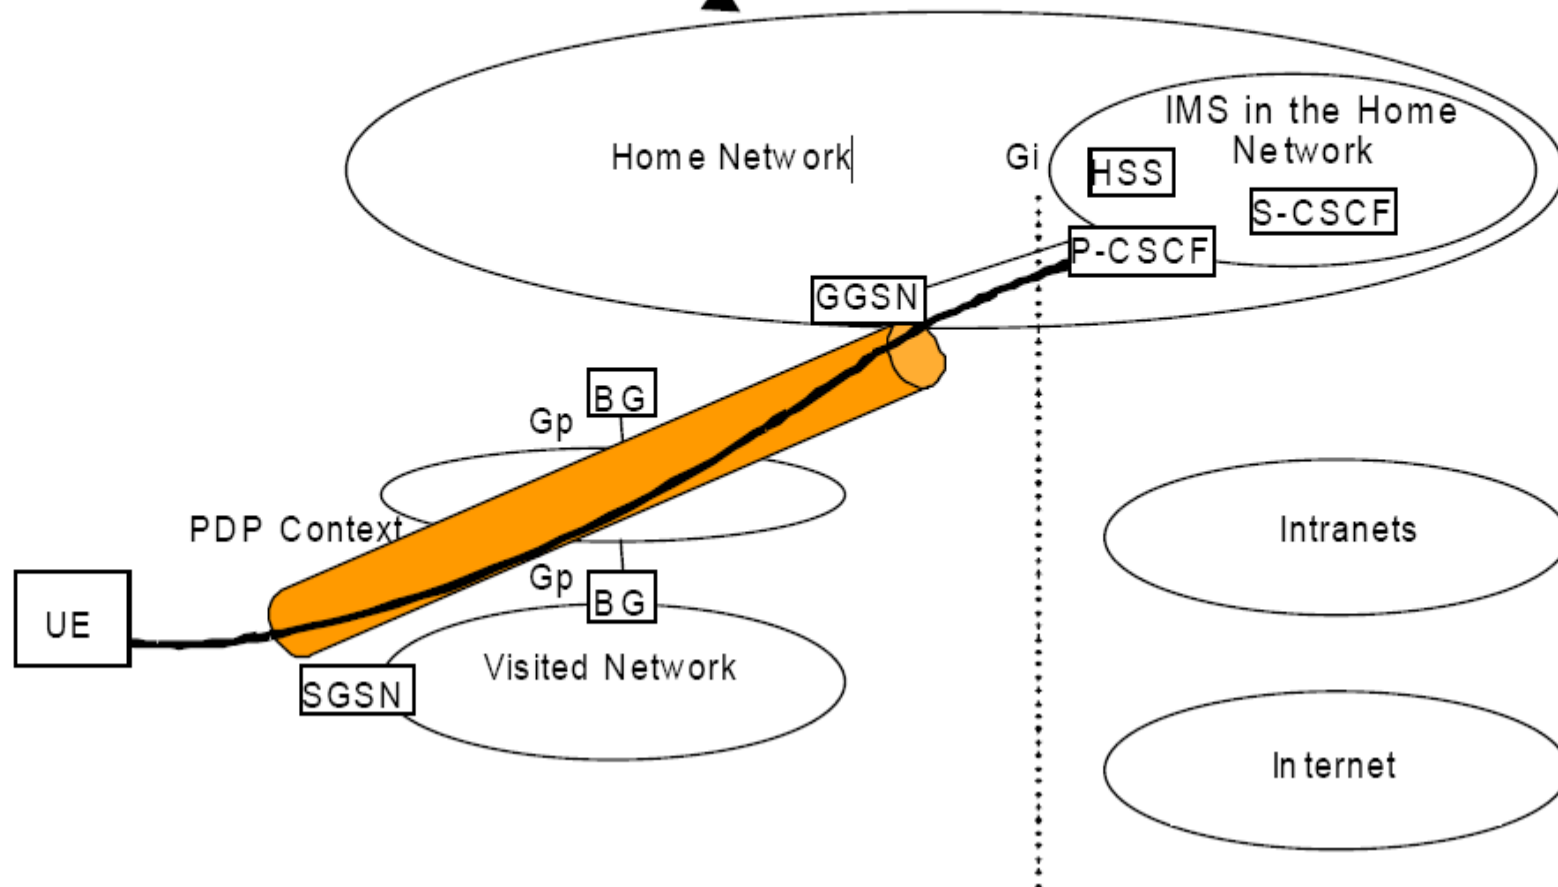 IMS in the Home
Network
Home Network
Gi
HSS
S-CSCF
P-CSCF
GGSN
BG
Gp
PDP Context
Intranets
Gp
BG
UE
Visited Network
SGSN
Internet